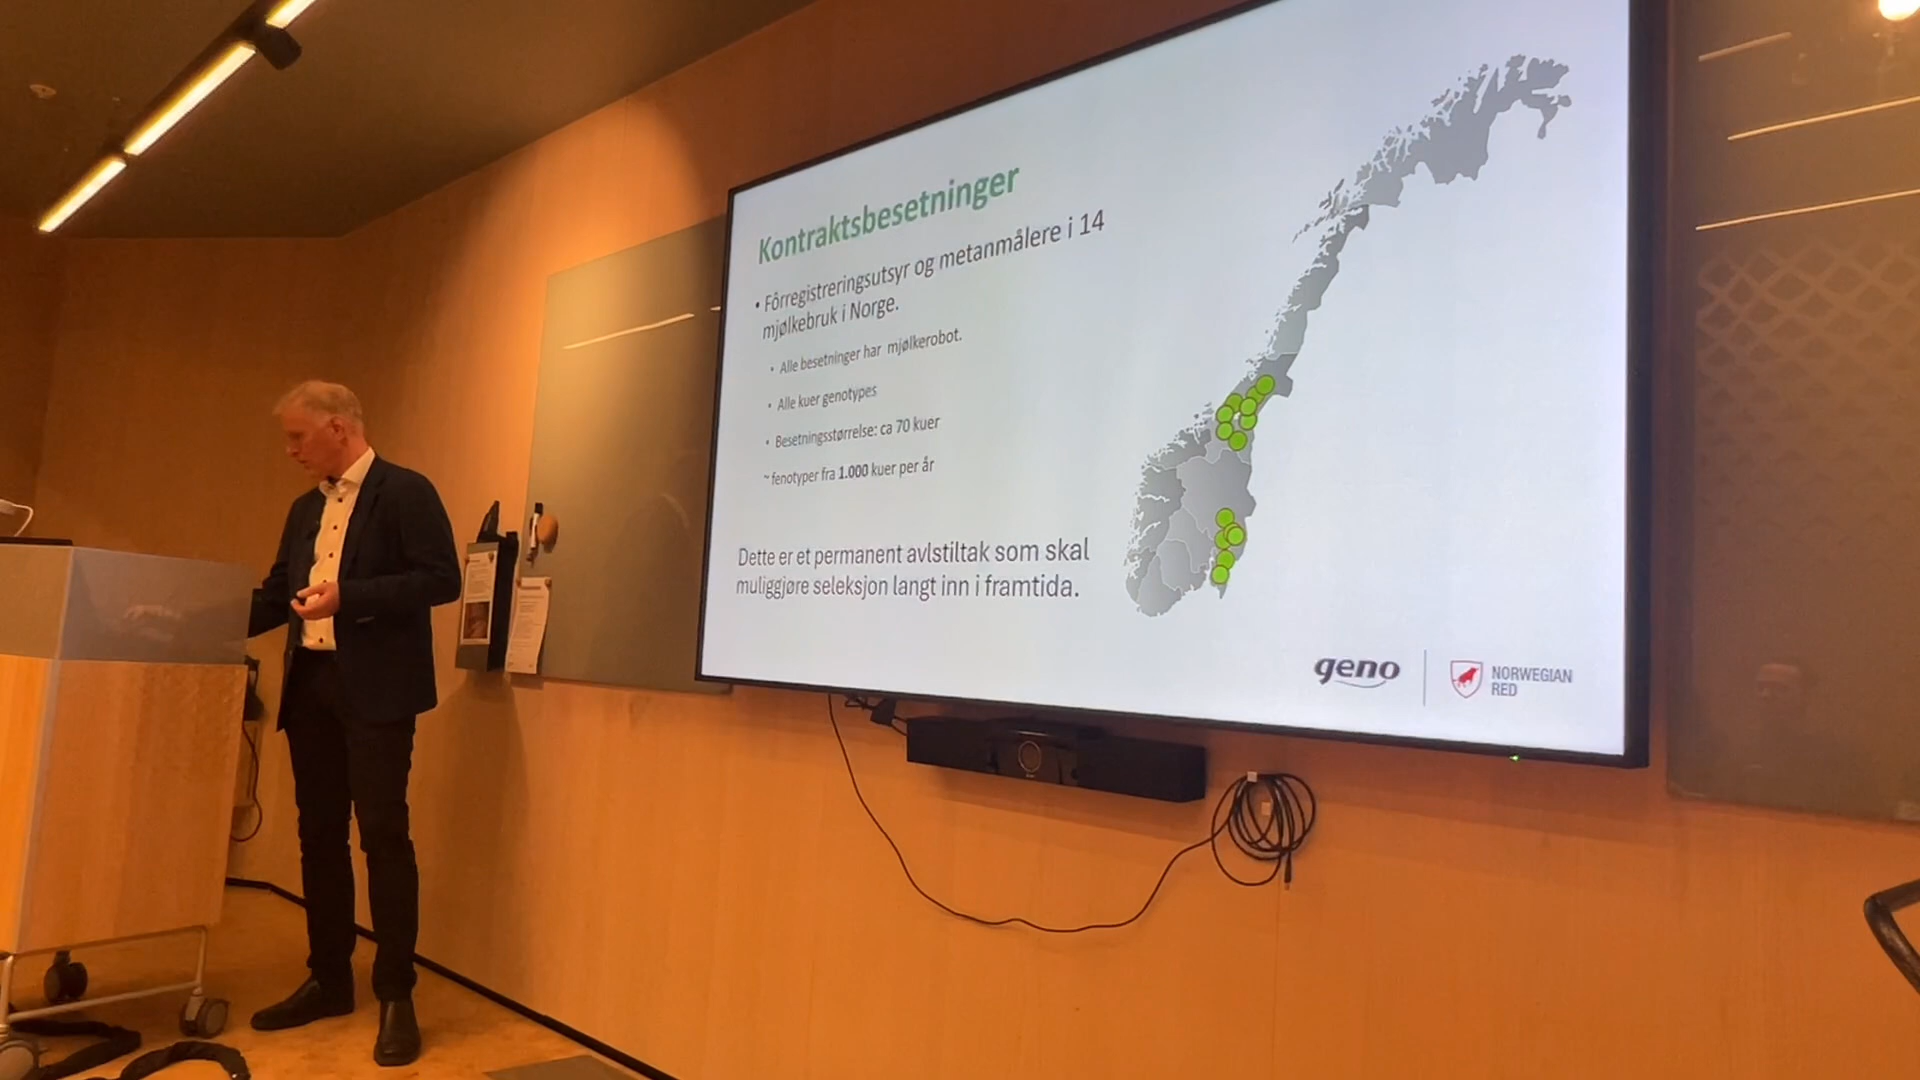 Kontraktsbesetninger
• Fôrregistreringsutsyr og metanmålere i 14
mjølkebruk i Norge.
• Alle besetninger har mjølkerobot.
• Alle kuer genotypes
• Besetningsstørrelse: ca 70 kuer
~ fenotyper fra 1.000 kuer per år
Dette er et permanent avlstiltak som skal
muliggjøre seleksjon langt inn i framtida.
geno
NORWEGIAN
RED